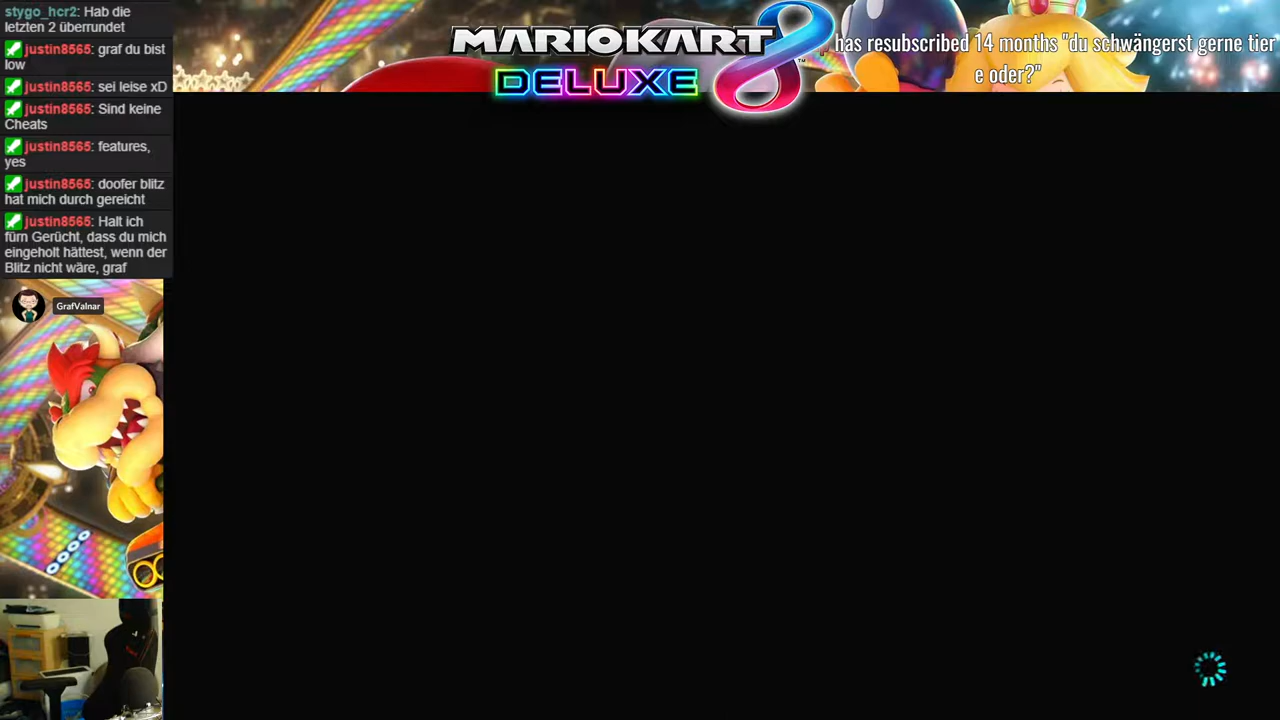 stygo_hcr2: Hab die
letzten 2 überrundet
justin8565: graf du bist
low
justin8565: sei leise xD
justin8565: Sind keine
Cheats
justin8565: features,
yes
justin8565: doofer blitz
hat mich durch gereicht
justin8565: Halt ich
fürn Gerücht, dass du mich
eingeholt hättest, wenn der
Blitz nicht wäre, graf
GrafValnar
MARIOKART 8
DELUXE
TM
has resubscribed 14 months "du schwängerst gerne tier
e oder?"